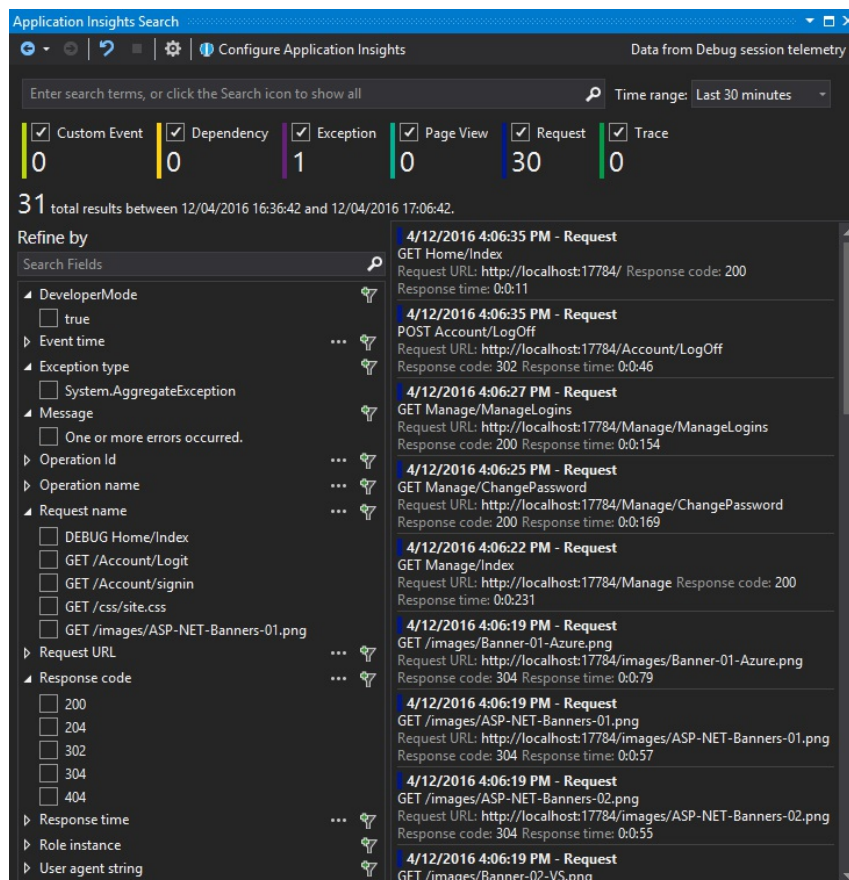 Application Insights Search
Configure Application Insights
Data from Debug session telemetry
Enter search terms, or click the Search icon to show all
Time range: Last 30 minutes
Custom Event Dependency Exception Page View Request Trace
0 0 1 0 30 0
31 total results between 12/04/2016 16:36:42 and 12/04/2016 17:06:42.
Refine by
Search Fields
DeveloperMode
true
Event time
Exception type
System.AggregateException
Message
One or more errors occurred.
Operation Id
Operation name
Request name
DEBUG Home/Index
GET /Account/Logit
GET /Account/signin
GET /css/site.css
GET /images/ASP-NET-Banners-01.png
Request URL
Response code
200
204
302
304
404
Response time
Role instance
User agent string
4/12/2016 4:06:35 PM - Request
GET Home/Index
Request URL: http://localhost:17784/ Response code: 200
Response time: 0:0:11
4/12/2016 4:06:35 PM - Request
POST Account/LogOff
Request URL: http://localhost:17784/Account/LogOff
Response code: 302 Response time: 0:0:46
4/12/2016 4:06:27 PM - Request
GET Manage/ManageLogins
Request URL: http://localhost:17784/Manage/ManageLogins
Response code: 200 Response time: 0:0:154
4/12/2016 4:06:25 PM - Request
GET Manage/ChangePassword
Request URL: http://localhost:17784/Manage/ChangePassword
Response code: 200 Response time: 0:0:169
4/12/2016 4:06:22 PM - Request
GET Manage/Index
Request URL: http://localhost:17784/Manage Response code: 200
Response time: 0:0:231
4/12/2016 4:06:19 PM - Request
GET /images/Banner-01-Azure.png
Request URL: http://localhost:17784/images/Banner-01-Azure.png
Response code: 304 Response time: 0:0:79
4/12/2016 4:06:19 PM - Request
GET /images/ASP-NET-Banners-01.png
Request URL: http://localhost:17784/images/ASP-NET-Banners-01.png
Response code: 304 Response time: 0:0:57
4/12/2016 4:06:19 PM - Request
GET /images/ASP-NET-Banners-02.png
Request URL: http://localhost:17784/images/ASP-NET-Banners-02.png
Response code: 304 Response time: 0:0:55
4/12/2016 4:06:19 PM - Request
GET /images/Banner-02-VS.png